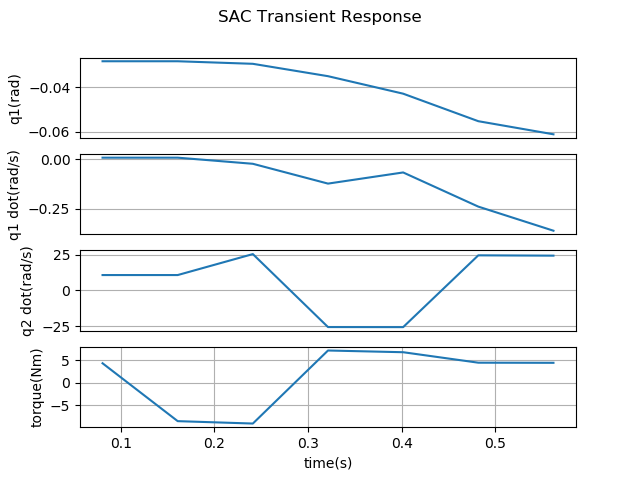 SAC Transient Response
q1(rad)
−0.04
−0.06
q1 dot(rad/s)
0.00
−0.25
q2 dot(rad/s)
25
0
−25
torque(Nm)
5
0
−5
0.1 0.2 0.3 0.4 0.5
time(s)